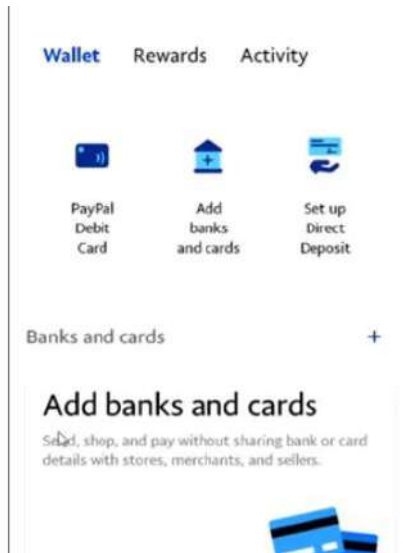 Wallet Rewards Activity
PayPal Add Set up
Debit banks Direct
Card and cards Deposit
Banks and cards +
Add banks and cards
Send, shop, and pay without sharing bank or card
details with stores, merchants, and sellers.